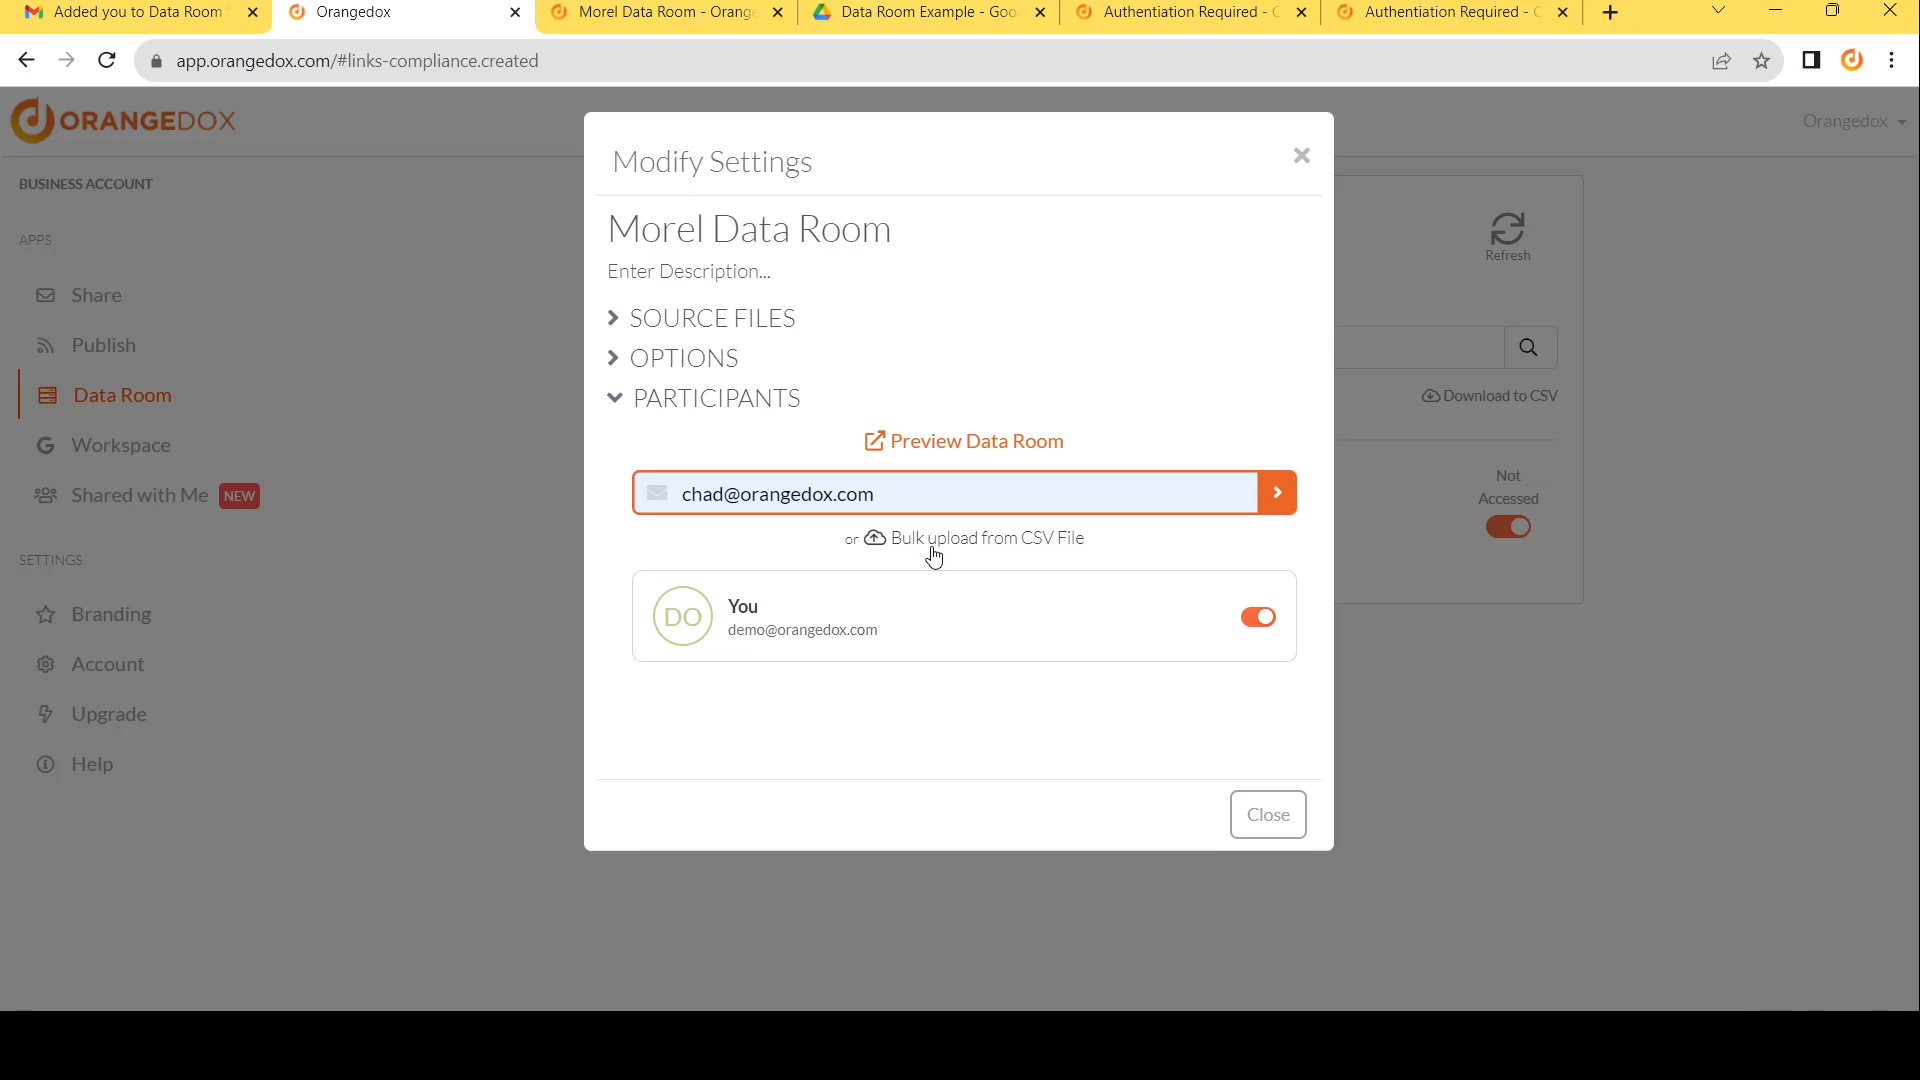 Added you to Data Room
Orangedox
Morel Data Room - Orange
Data Room Example - Goo
Authentiation Required - C
Authentiation Required - C
app.orangedox.com/#links-compliance.created
ORANGEDOX
Orangedox
BUSINESS ACCOUNT
APPS
Share
Publish
Data Room
Workspace
Shared with Me NEW
SETTINGS
Branding
Account
Upgrade
Help
Modify Settings
Morel Data Room
Enter Description...
SOURCE FILES
OPTIONS
PARTICIPANTS
Preview Data Room
chad@orangedox.com
or Bulk upload from CSV File
DO
You
demo@orangedox.com
Close
Refresh
Download to CSV
Not
Accessed